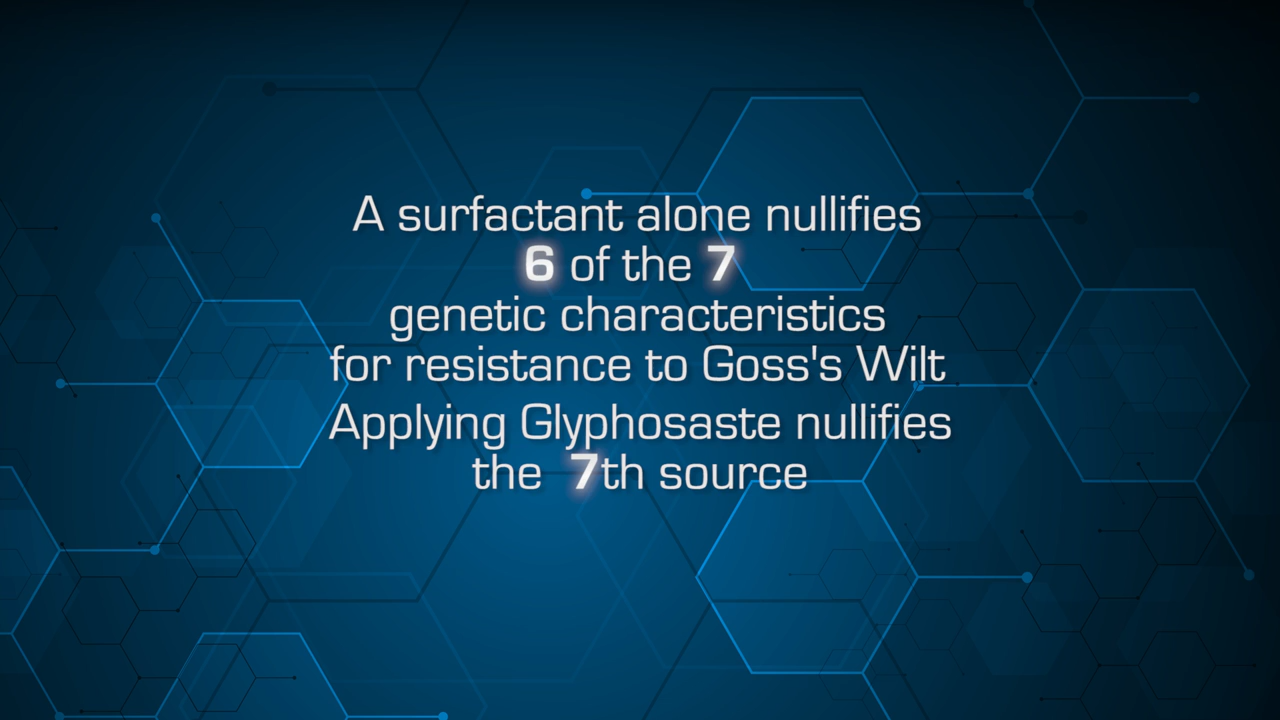 A surfactant alone nullifies
6 of the 7
genetic characteristics
for resistance to Goss's Wilt
Applying Glyphosaste nullifies
the 7th source